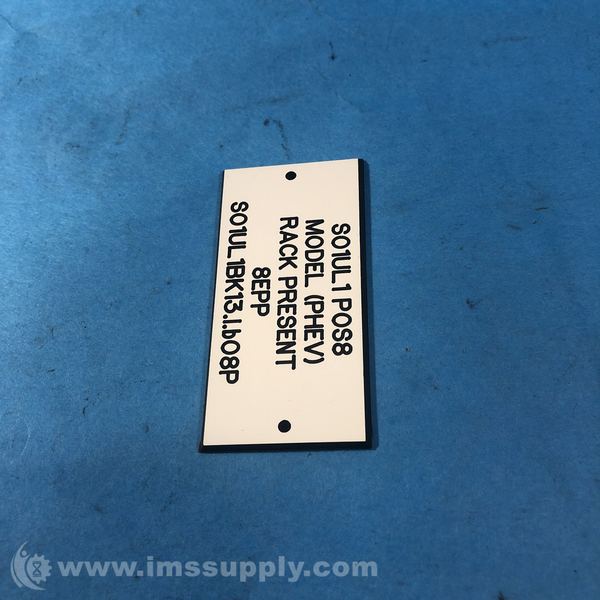 S01UL1 POS8
MODEL (PHEV)
RACK PRESENT
8EPP
S01UL1BK13.I.b08P
www.imssupply.com